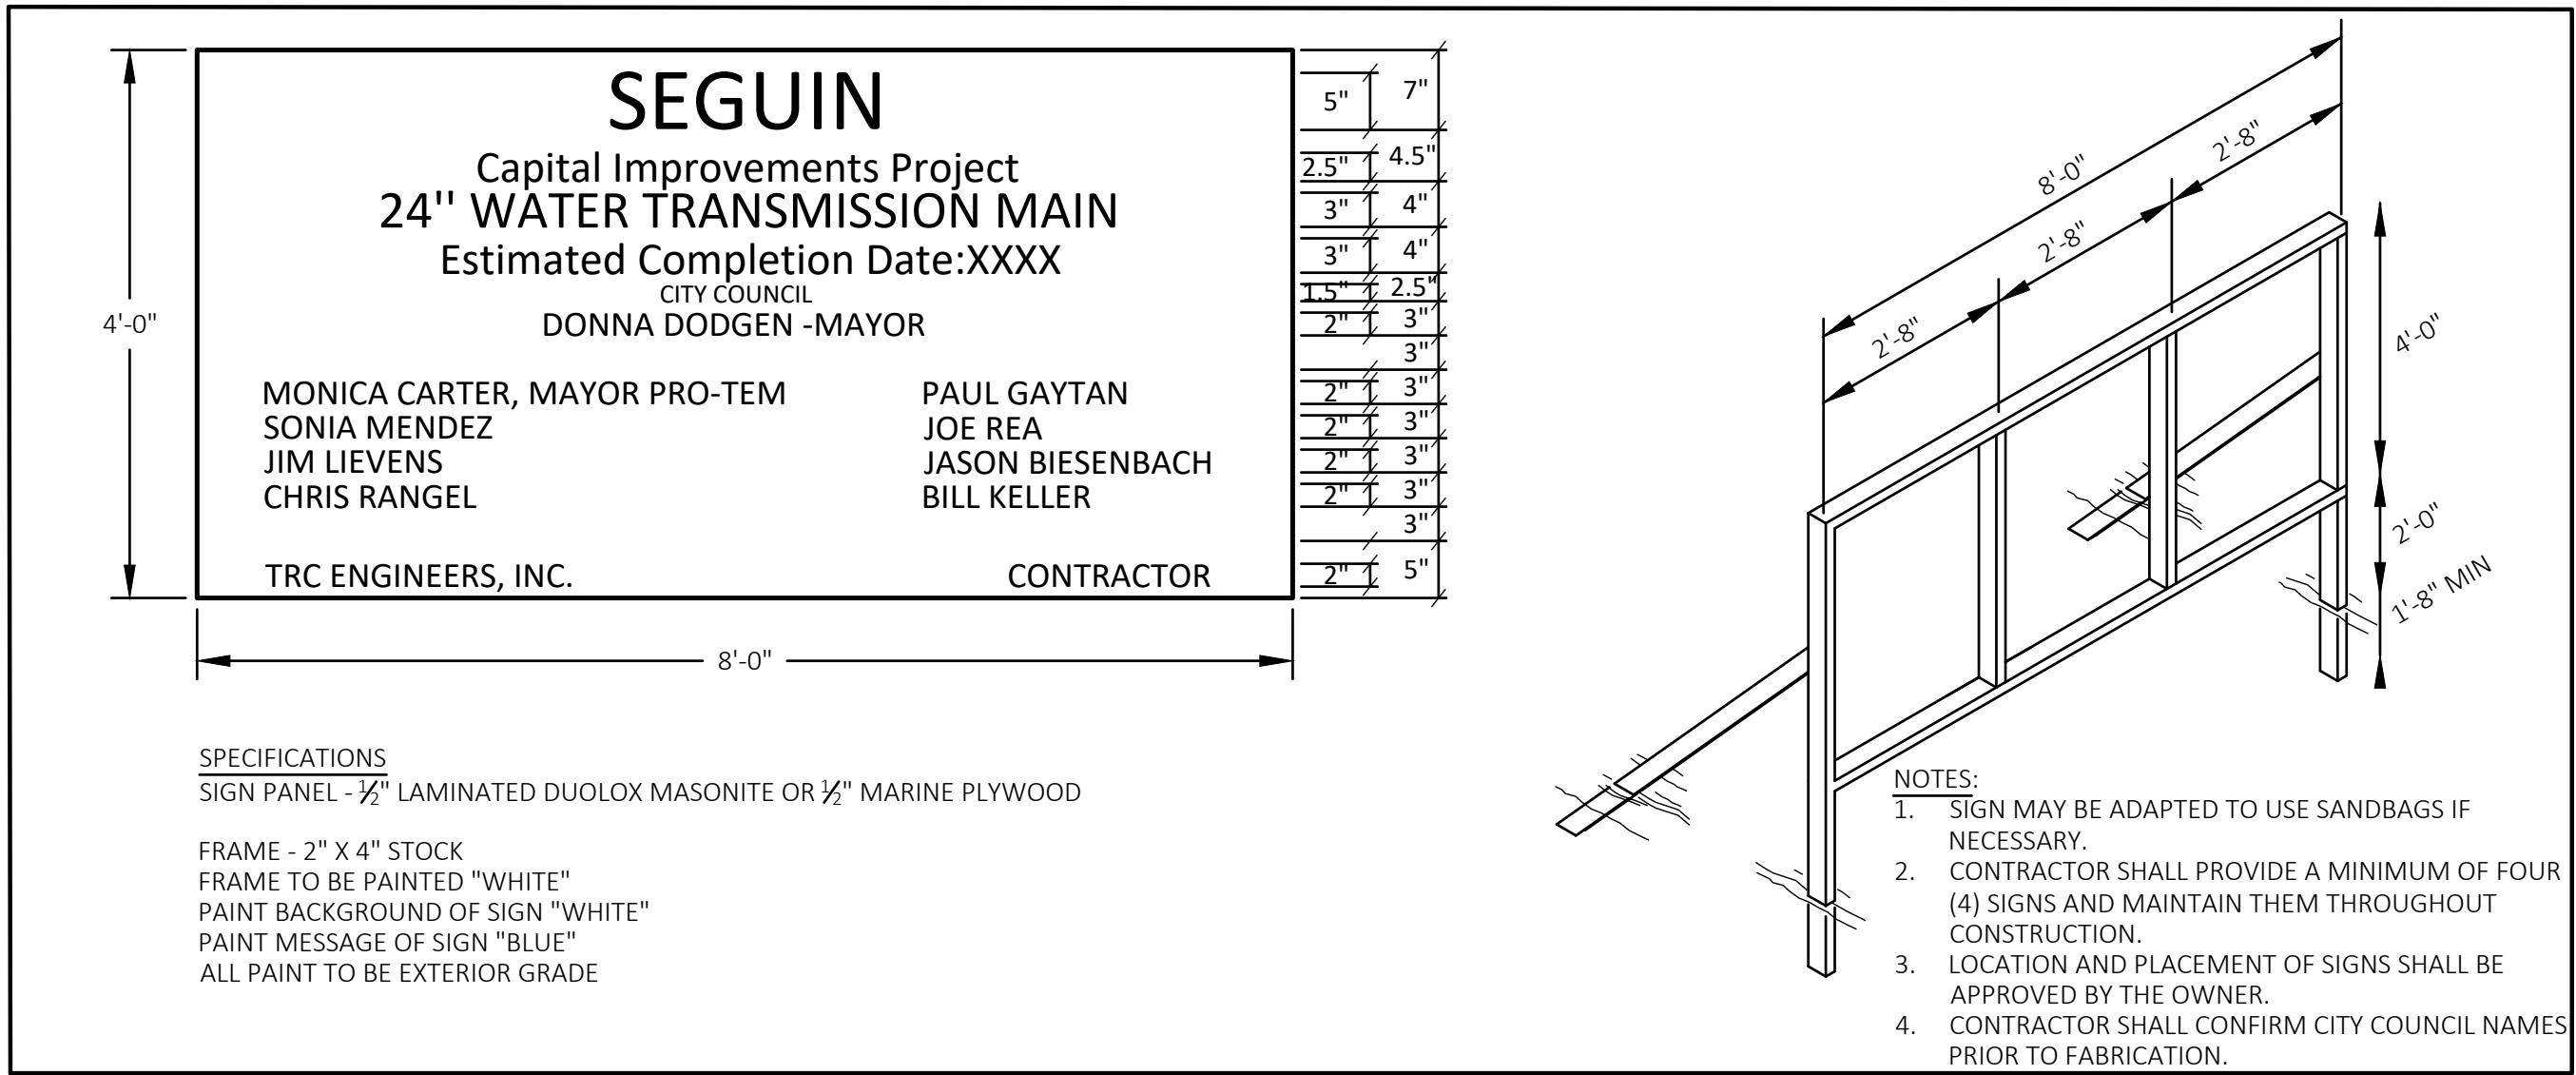 SEGUIN
Capital Improvements Project
24" WATER TRANSMISSION MAIN
Estimated Completion Date:XXXX
CITY COUNCIL
DONNA DODGEN -MAYOR
MONICA CARTER, MAYOR PRO-TEM
SONIA MENDEZ
JIM LIEVENS
CHRIS RANGEL
PAUL GAYTAN
JOE REA
JASON BIESENBACH
BILL KELLER
TRC ENGINEERS, INC.
CONTRACTOR
4'-0"
8'-0"
5"
7"
2.5"
4.5"
3"
4"
3"
4"
1.5"
2.5"
2"
3"
3"
2"
3"
2"
3"
2"
3"
2"
3"
3"
2"
5"
8'-0"
2'-8"
2'-8"
2'-8"
4'-0"
2'-0"
1'-8" MIN
SPECIFICATIONS
SIGN PANEL - ½" LAMINATED DUOLOX MASONITE OR ½" MARINE PLYWOOD
FRAME - 2" X 4" STOCK
FRAME TO BE PAINTED "WHITE"
PAINT BACKGROUND OF SIGN "WHITE"
PAINT MESSAGE OF SIGN "BLUE"
ALL PAINT TO BE EXTERIOR GRADE
NOTES:
1. SIGN MAY BE ADAPTED TO USE SANDBAGS IF
NECESSARY.
2. CONTRACTOR SHALL PROVIDE A MINIMUM OF FOUR
(4) SIGNS AND MAINTAIN THEM THROUGHOUT
CONSTRUCTION.
3. LOCATION AND PLACEMENT OF SIGNS SHALL BE
APPROVED BY THE OWNER.
4. CONTRACTOR SHALL CONFIRM CITY COUNCIL NAMES
PRIOR TO FABRICATION.